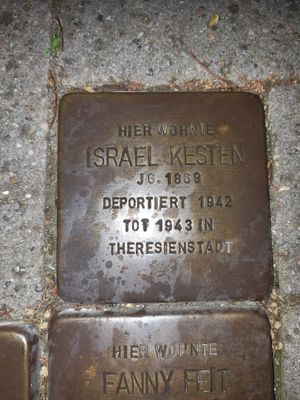 HIER WOHNTE
ISRAEL KESTEN
JG. 1869
DEPORTIERT 1942
TOT 1943 IN
THERESIENSTADT
HIER WOHNTE
FANNY FEIT